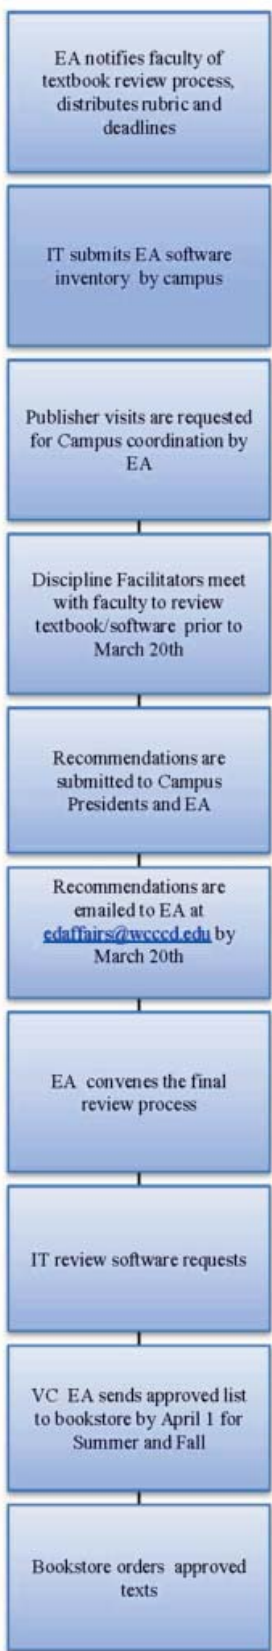 EA notifies faculty of
textbook review process,
distributes rubric and
deadlines
IT submits EA software
inventory by campus
Publisher visits are requested
for Campus coordination by
EA
Discipline Facilitators meet
with faculty to review
textbook/software prior to
March 20th
Recommendations are
submitted to Campus
Presidents and EA
Recommendations are
emailed to EA at
edaffairs@wcccd.edu by
March 20th
EA convenes the final
review process
IT review software requests
VC EA sends approved list
to bookstore by April 1 for
Summer and Fall
Bookstore orders approved
texts